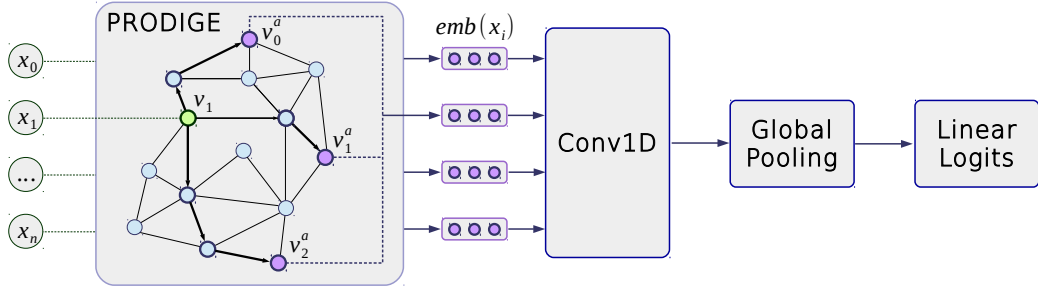 PRODIGE
x₀
x₁
...
xₙ
v₀ᵃ
v₁
v₁ᵃ
v₂ᵃ
emb(xᵢ)
Conv1D
Global
Pooling
Linear
Logits